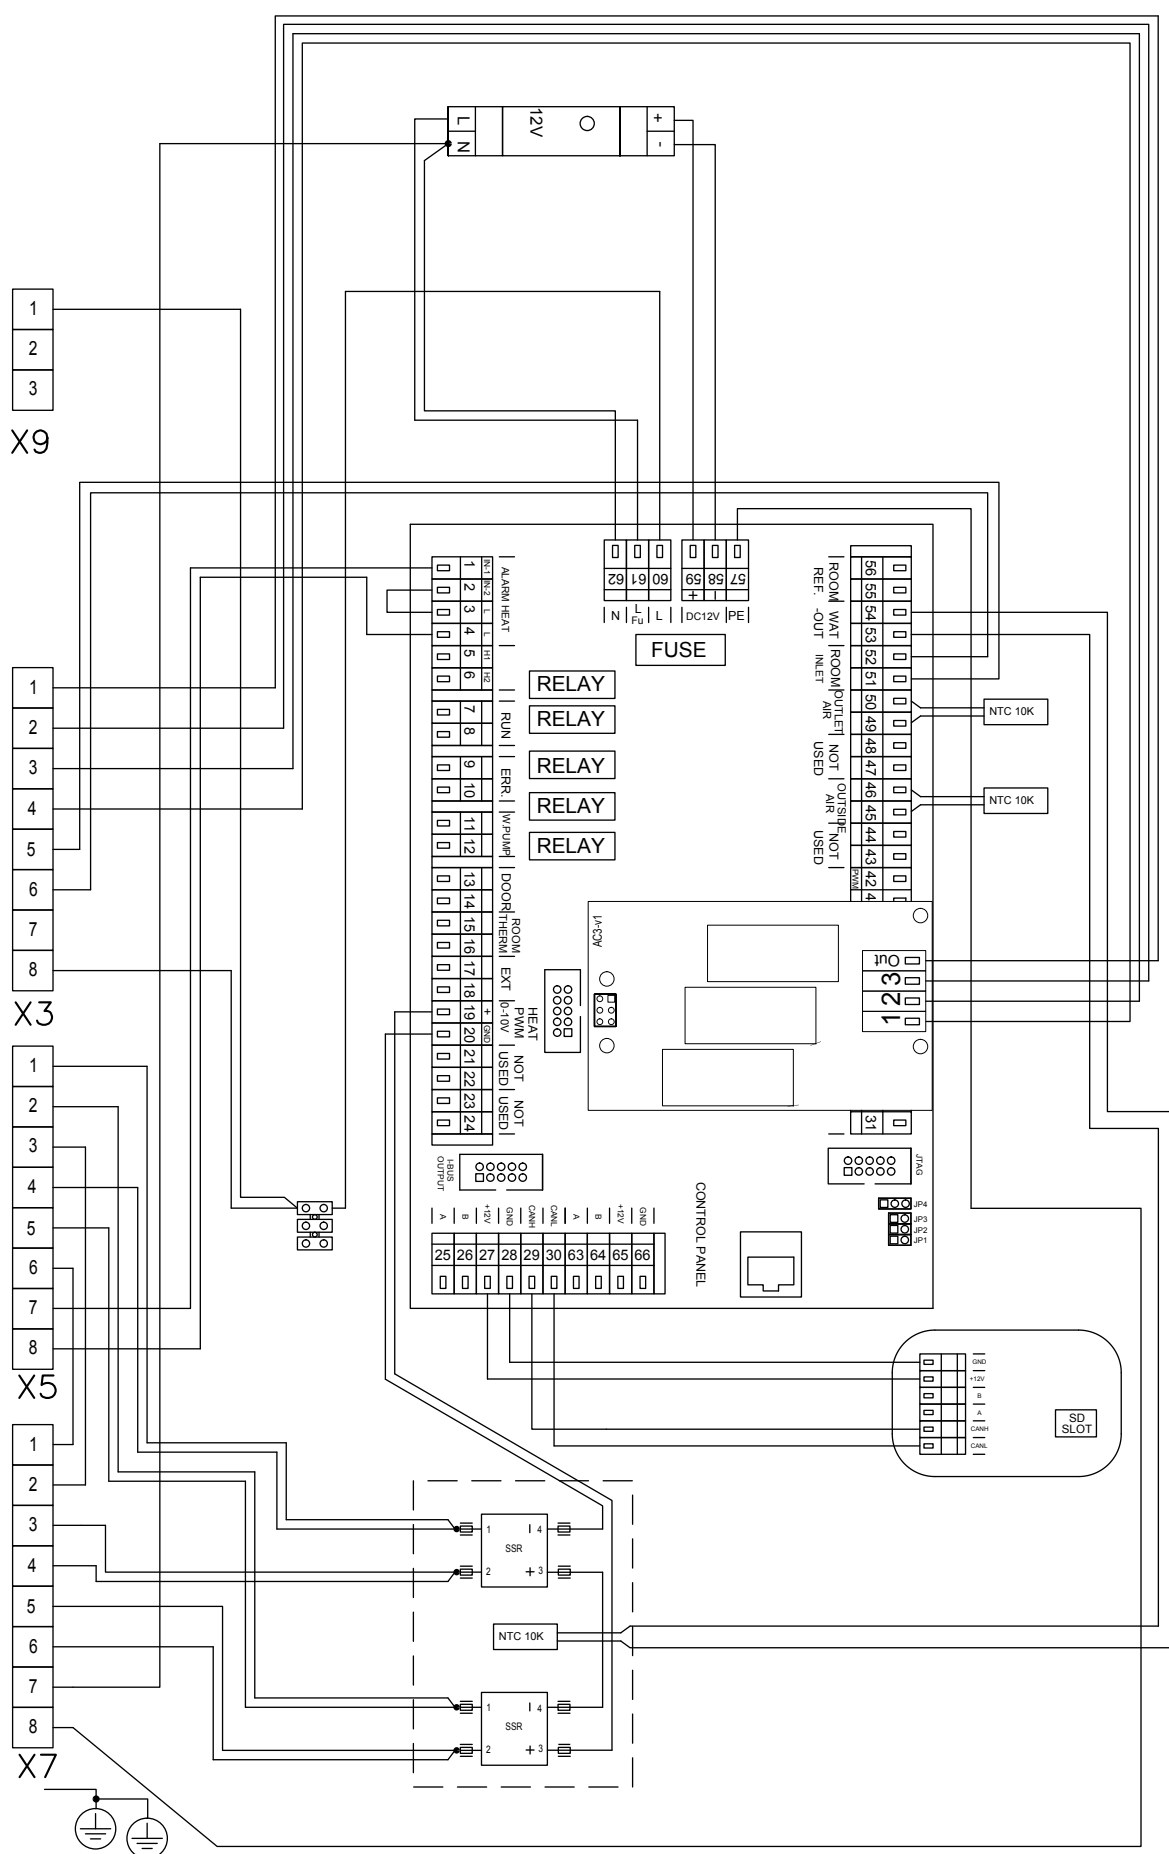 L
N
12V
+
-
1
2
3
X9
1
2
3
4
5
6
7
8
X3
1
2
3
4
5
6
7
8
X5
1
2
3
4
5
6
7
8
X7
62
61
60
59
58
57
+
–
N
L
Fu
L
DC12V
PE
FUSE
RELAY
RELAY
RELAY
RELAY
RELAY
1 IN-1
2 IN-2
3 L
4 L
5 H1
6 H2
7
8
9
10
11
12
13
14
15
16
17
18
19 +
20 GND
21
22
23
24
ALARM HEAT
RUN
ERR.
W.PUMP
DOOR
ROOM
THERM
EXT
HEAT
PWM
0-10V
NOT
USED
NOT
USED
56
55
54
53
52
51
50
49
48
47
46
45
44
43
42 PWM
4
31
ROOM
REF.
WAT
-OUT
ROOM
INLET
OUTLET
AIR
NOT
USED
OUTSIDE
AIR
NOT
USED
NTC 10K
NTC 10K
AC3-v1
Out
3
2
1
I-BUS
OUTPUT
JTAG
JP4
JP3
JP2
JP1
CONTROL PANEL
A
B
+12V
GND
CANH
CANL
A
B
+12V
GND
25
26
27
28
29
30
63
64
65
66
GND
+12V
B
A
CANH
CANL
SD
SLOT
1
– 4
SSR
2
+ 3
NTC 10K
1
– 4
SSR
2
+ 3